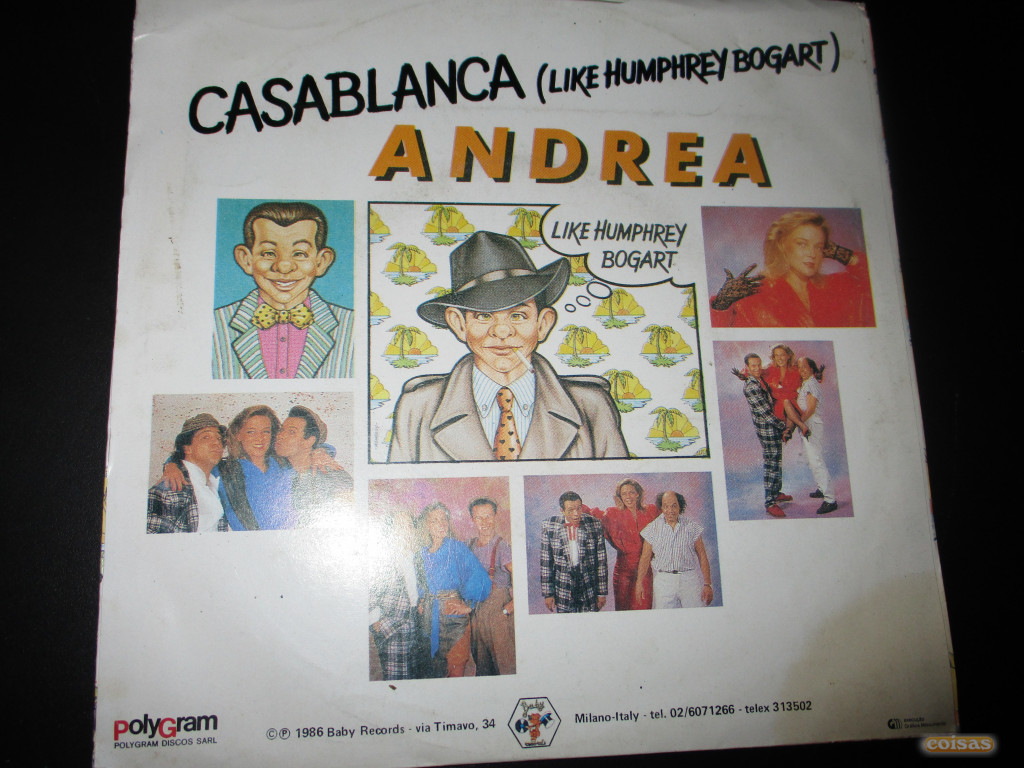 CASABLANCA (LIKE HUMPHREY BOGART)
ANDREA
LIKE HUMPHREY
BOGART
PolyGram
POLYGRAM DISCOS SARL
© ℗ 1986 Baby Records - via Timavo, 34
Baby
Milano-Italy - tel. 02/6071266 - telex 313502
coisas